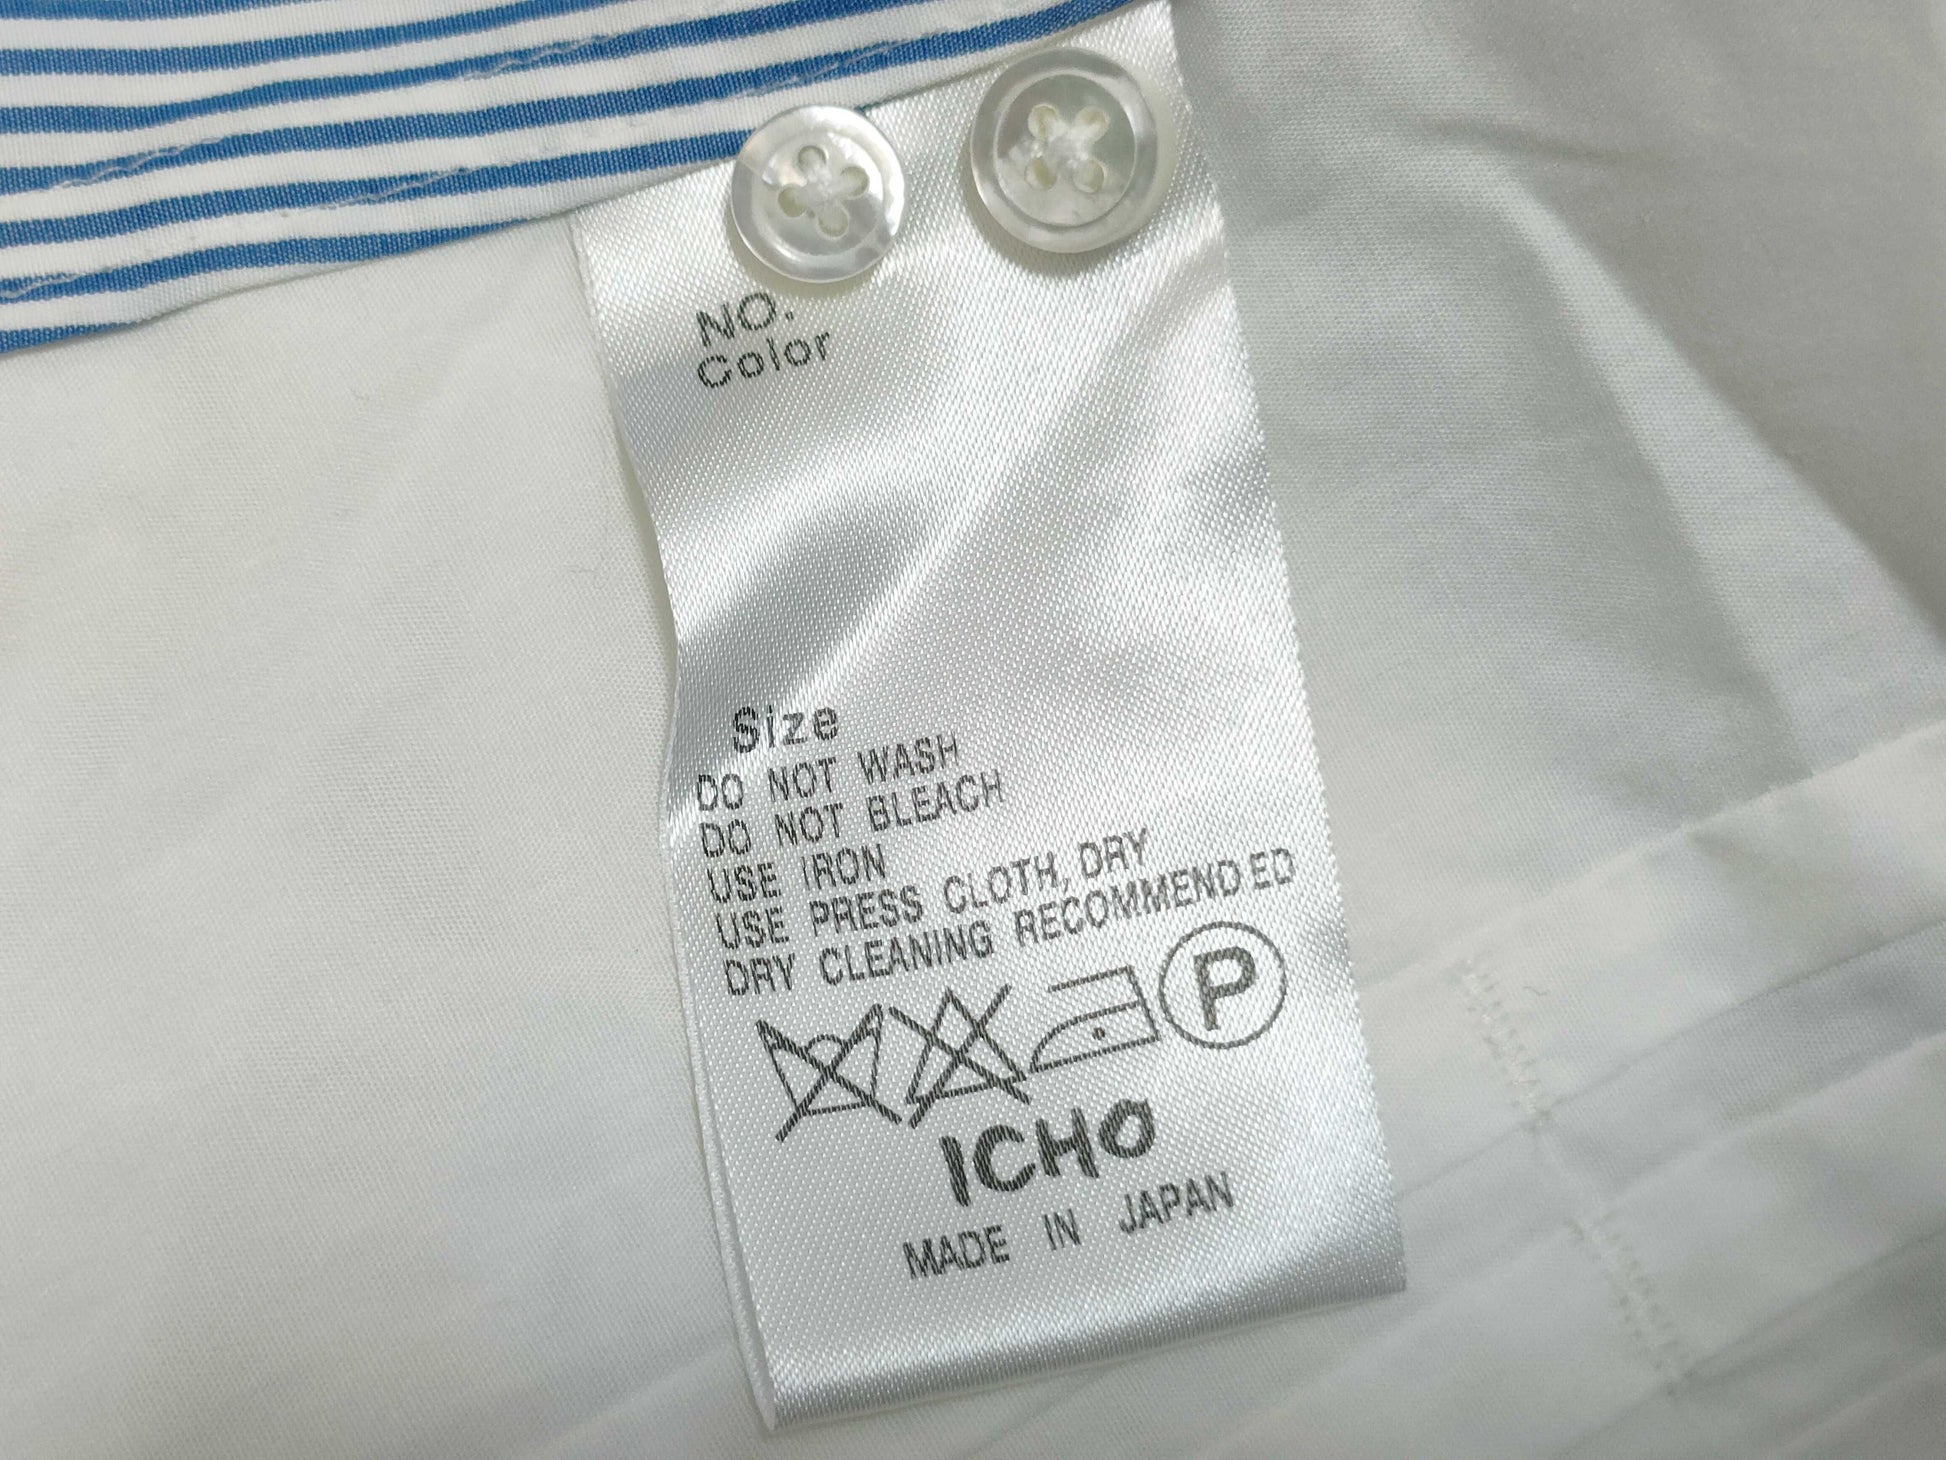 NO.
Color
Size
DO NOT WASH
DO NOT BLEACH
USE IRON
USE PRESS CLOTH, DRY
DRY CLEANING RECOMMENDED
P
ICHO
MADE IN JAPAN